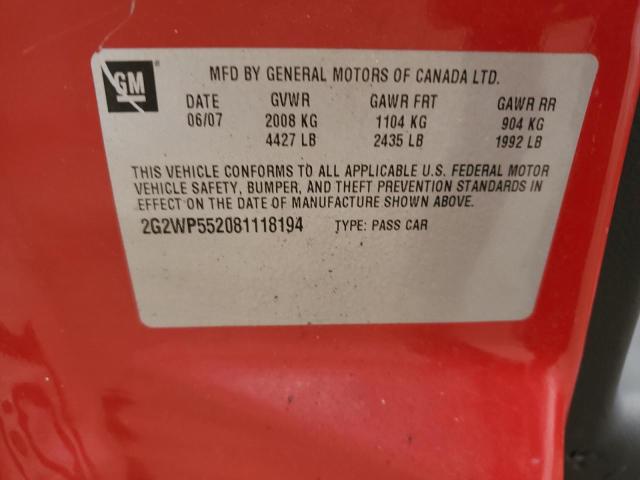 GM
MFD BY GENERAL MOTORS OF CANADA LTD.
DATE GVWR GAWR FRT GAWR RR
06/07 2008 KG 1104 KG 904 KG
4427 LB 2435 LB 1992 LB
THIS VEHICLE CONFORMS TO ALL APPLICABLE U.S. FEDERAL MOTOR
VEHICLE SAFETY, BUMPER, AND THEFT PREVENTION STANDARDS IN
EFFECT ON THE DATE OF MANUFACTURE SHOWN ABOVE.
2G2WP552081118194 TYPE: PASS CAR